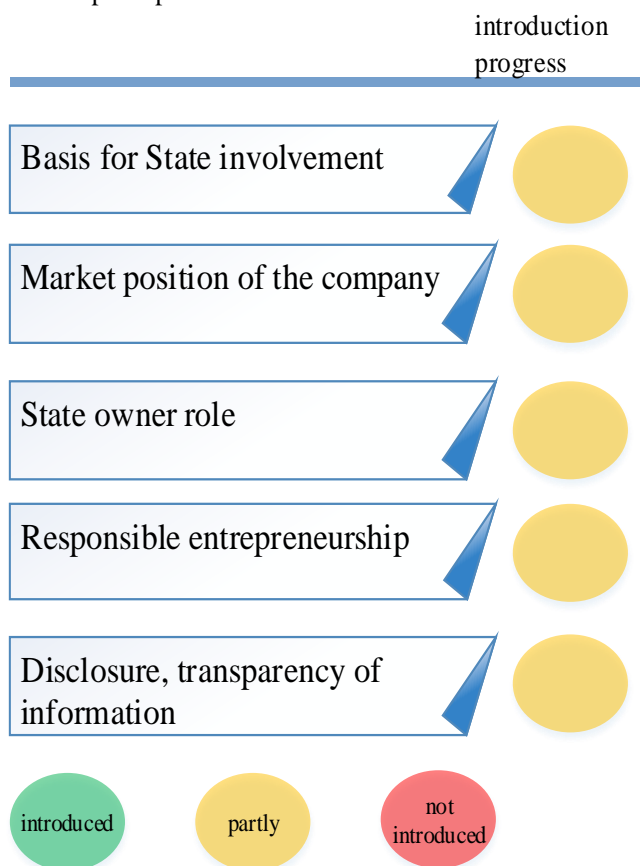 introduction
progress
Basis for State involvement
Market position of the company
State owner role
Responsible entrepreneurship
Disclosure, transparency of
information
introduced
partly
not
introduced